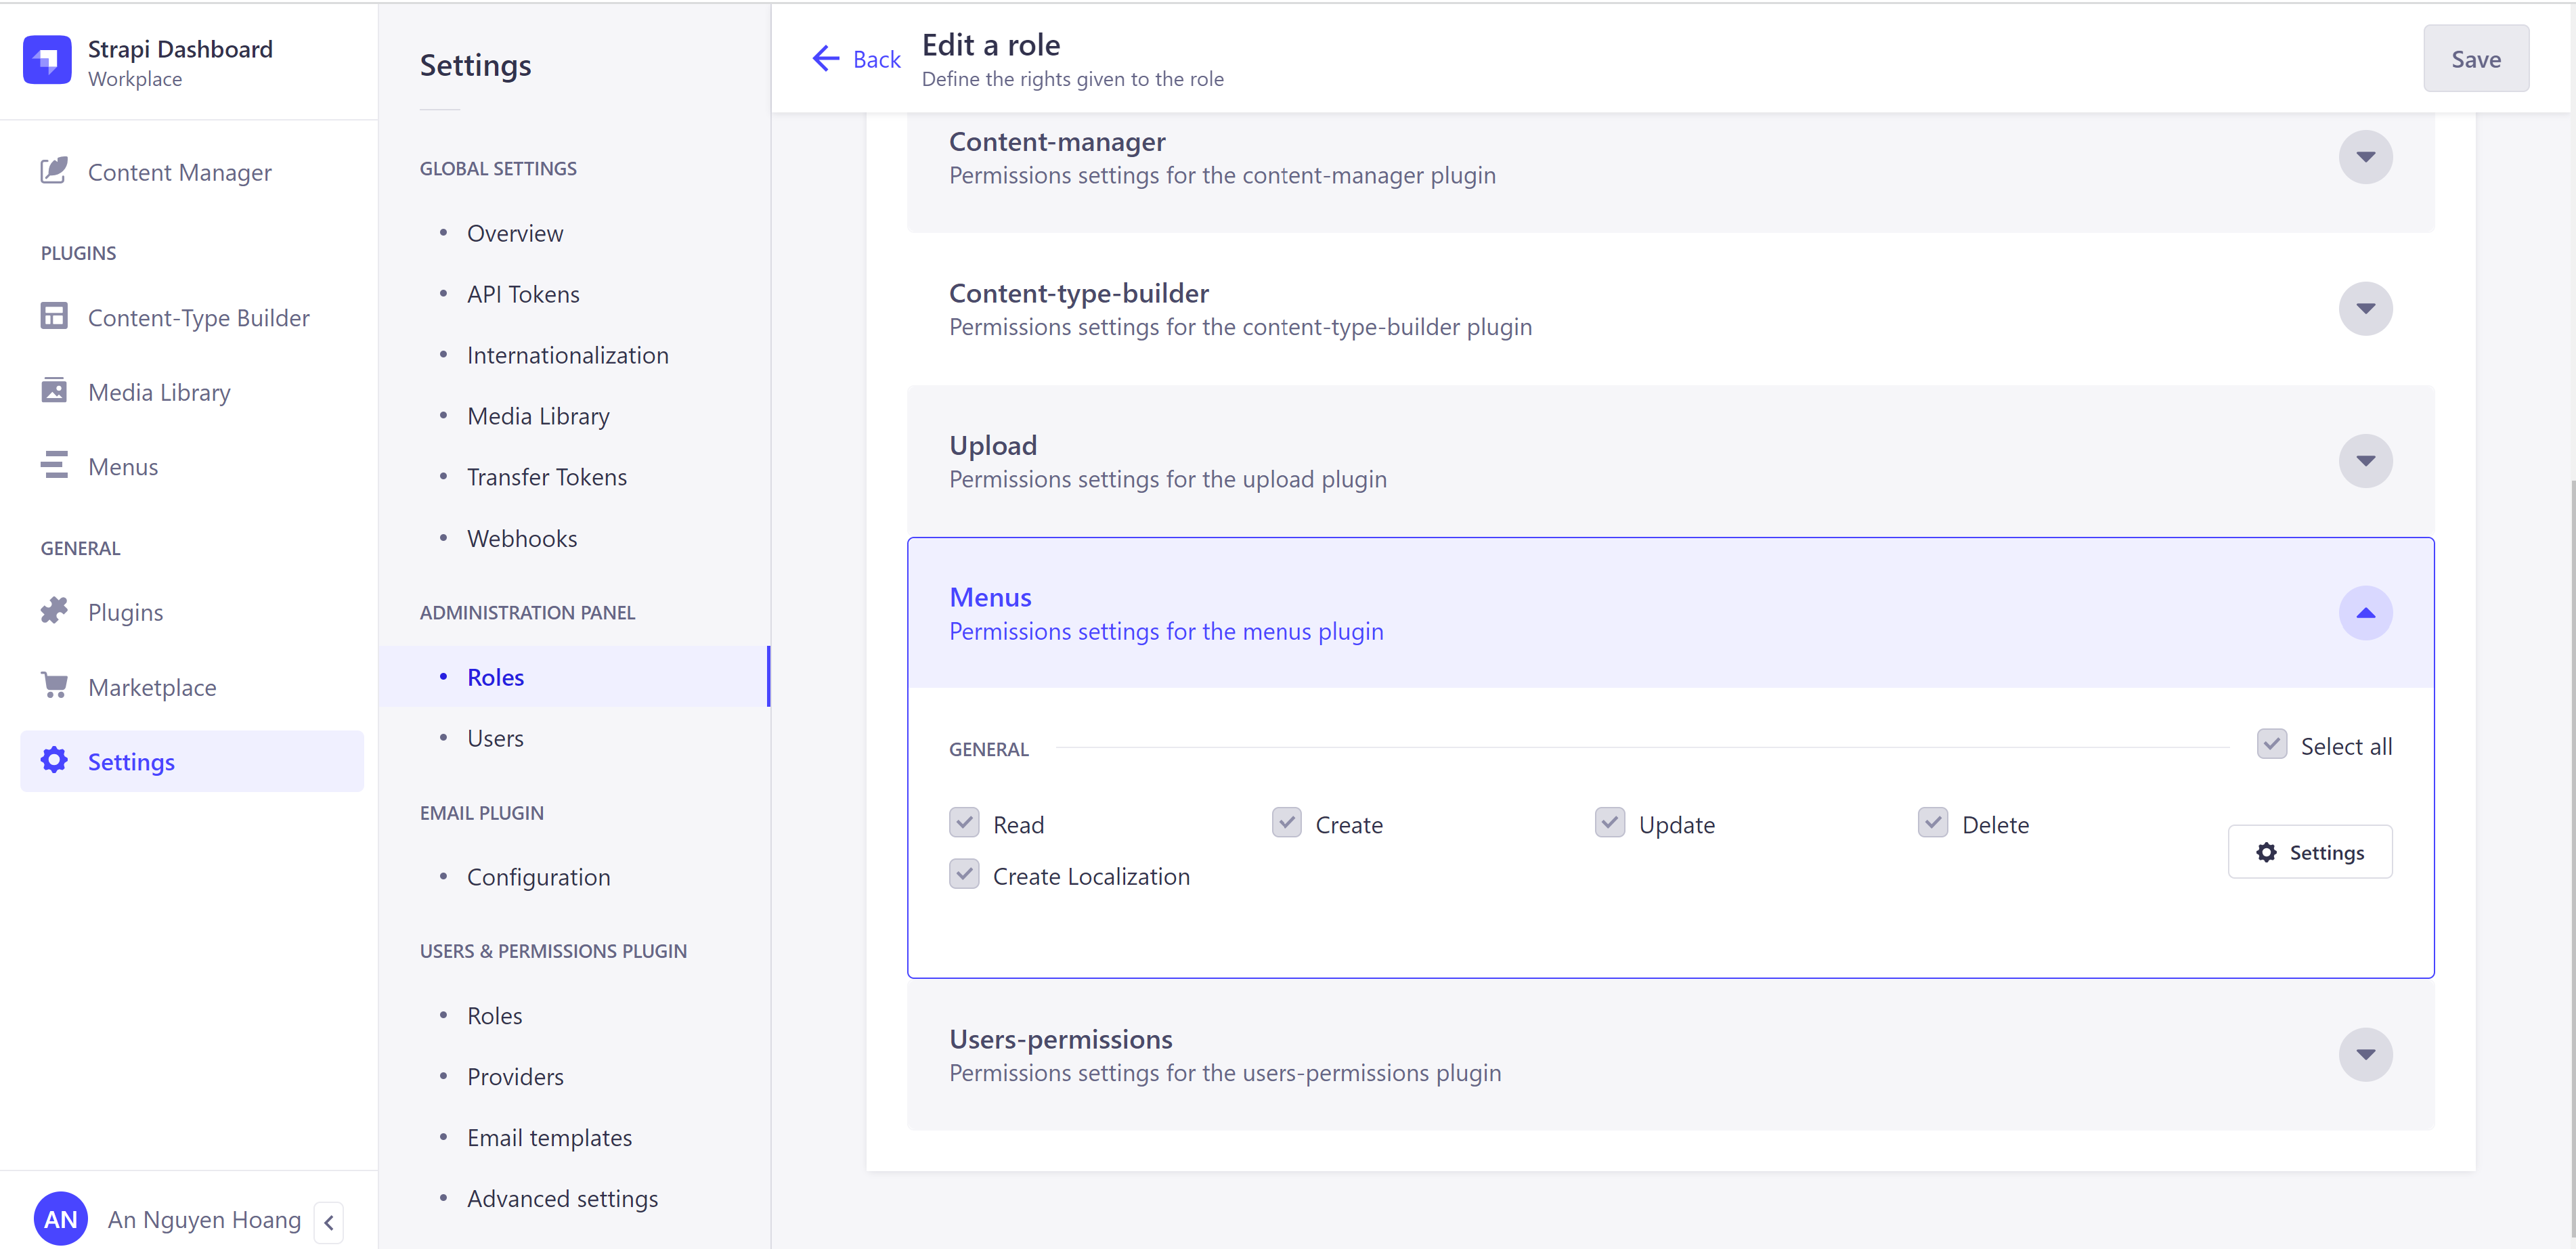 Strapi Dashboard
Workplace
Content Manager
PLUGINS
Content-Type Builder
Media Library
Menus
GENERAL
Plugins
Marketplace
Settings
AN
An Nguyen Hoang
Settings
GLOBAL SETTINGS
Overview
API Tokens
Internationalization
Media Library
Transfer Tokens
Webhooks
ADMINISTRATION PANEL
Roles
Users
EMAIL PLUGIN
Configuration
USERS & PERMISSIONS PLUGIN
Roles
Providers
Email templates
Advanced settings
Back
Edit a role
Define the rights given to the role
Save
Content-manager
Permissions settings for the content-manager plugin
Content-type-builder
Permissions settings for the content-type-builder plugin
Upload
Permissions settings for the upload plugin
Menus
Permissions settings for the menus plugin
GENERAL
Select all
Read
Create
Update
Delete
Settings
Create Localization
Users-permissions
Permissions settings for the users-permissions plugin